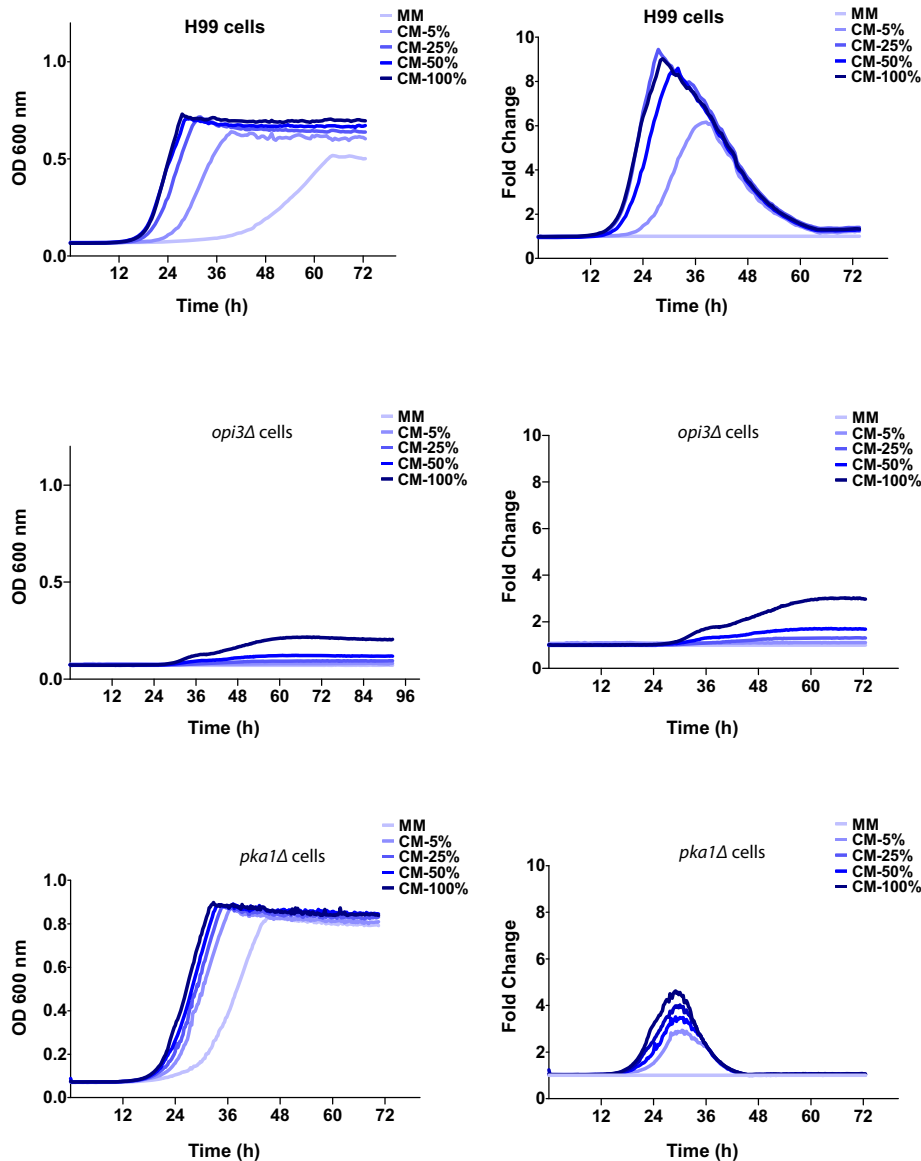 H99 cells
MM
CM-5%
CM-25%
CM-50%
CM-100%
1.0
0.5
0.0
OD 600 nm
12 24 36 48 60 72
Time (h)
H99 cells
MM
CM-5%
CM-25%
CM-50%
CM-100%
10
8
6
4
2
0
Fold Change
12 24 36 48 60 72
Time (h)
opi3Δ cells
MM
CM-5%
CM-25%
CM-50%
CM-100%
1.0
0.5
0.0
OD 600 nm
12 24 36 48 60 72 84 96
Time (h)
opi3Δ cells
MM
CM-5%
CM-25%
CM-50%
CM-100%
10
8
6
4
2
0
Fold Change
12 24 36 48 60 72
Time (h)
pka1Δ cells
MM
CM-5%
CM-25%
CM-50%
CM-100%
1.0
0.8
0.6
0.4
0.2
0.0
OD 600 nm
12 24 36 48 60 72
Time (h)
pka1Δ cells
MM
CM-5%
CM-25%
CM-50%
CM-100%
10
8
6
4
2
0
Fold Change
12 24 36 48 60 72
Time (h)